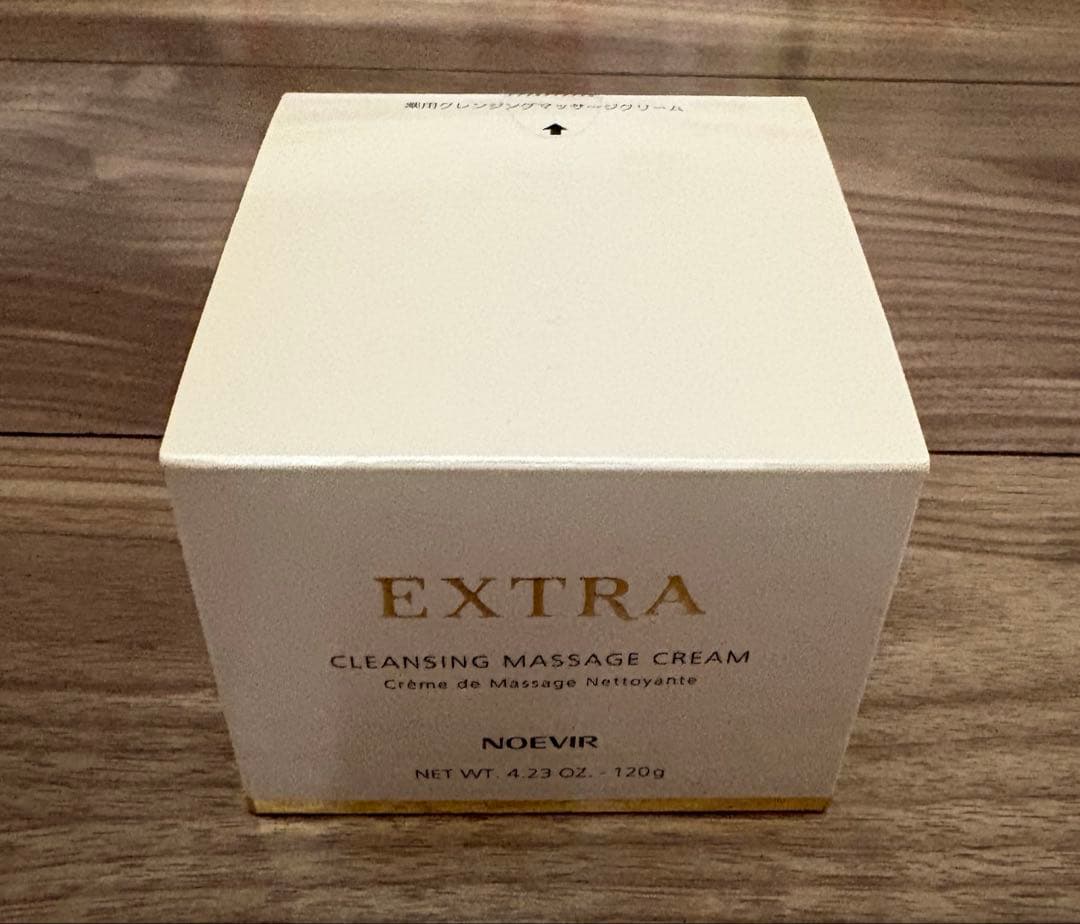 薬用クレンジングマッサージクリーム
EXTRA
CLEANSING MASSAGE CREAM
Crème de Massage Nettoyante
NOEVIR
NET WT. 4.23 OZ. - 120g